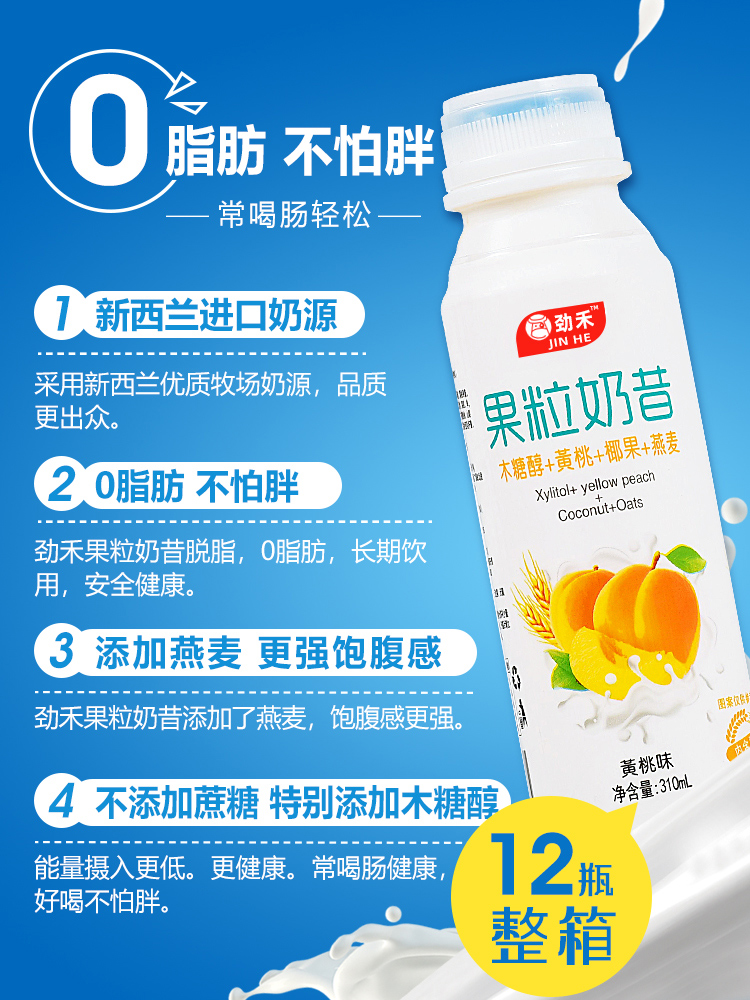 0脂肪 不怕胖
常喝肠轻松
1 新西兰进口奶源
采用新西兰优质牧场奶源，品质
更出众。
2 0脂肪 不怕胖
劲禾果粒奶昔脱脂，0脂肪，长期饮
用，安全健康。
3 添加燕麦 更强饱腹感
劲禾果粒奶昔添加了燕麦，饱腹感更强。
4 不添加蔗糖 特别添加木糖醇
能量摄入更低。更健康。常喝肠健康，
好喝不怕胖。
劲禾™
JIN HE
果粒奶昔
木糖醇+黃桃+椰果+燕麦
Xylitol+ yellow peach
+
Coconut+Oats
黃桃味
净含量:310mL
12瓶
整箱